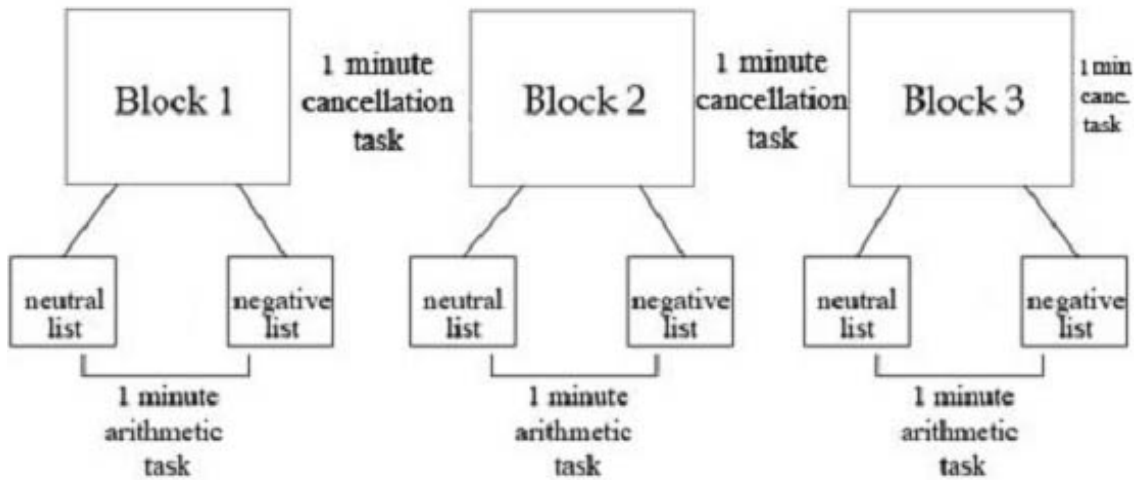 Block 1
1 minute
cancellation
task
Block 2
1 minute
cancellation
task
Block 3
1 min
canc.
task
neutral
list
negative
list
neutral
list
negative
list
neutral
list
negative
list
1 minute
arithmetic
task
1 minute
arithmetic
task
1 minute
arithmetic
task